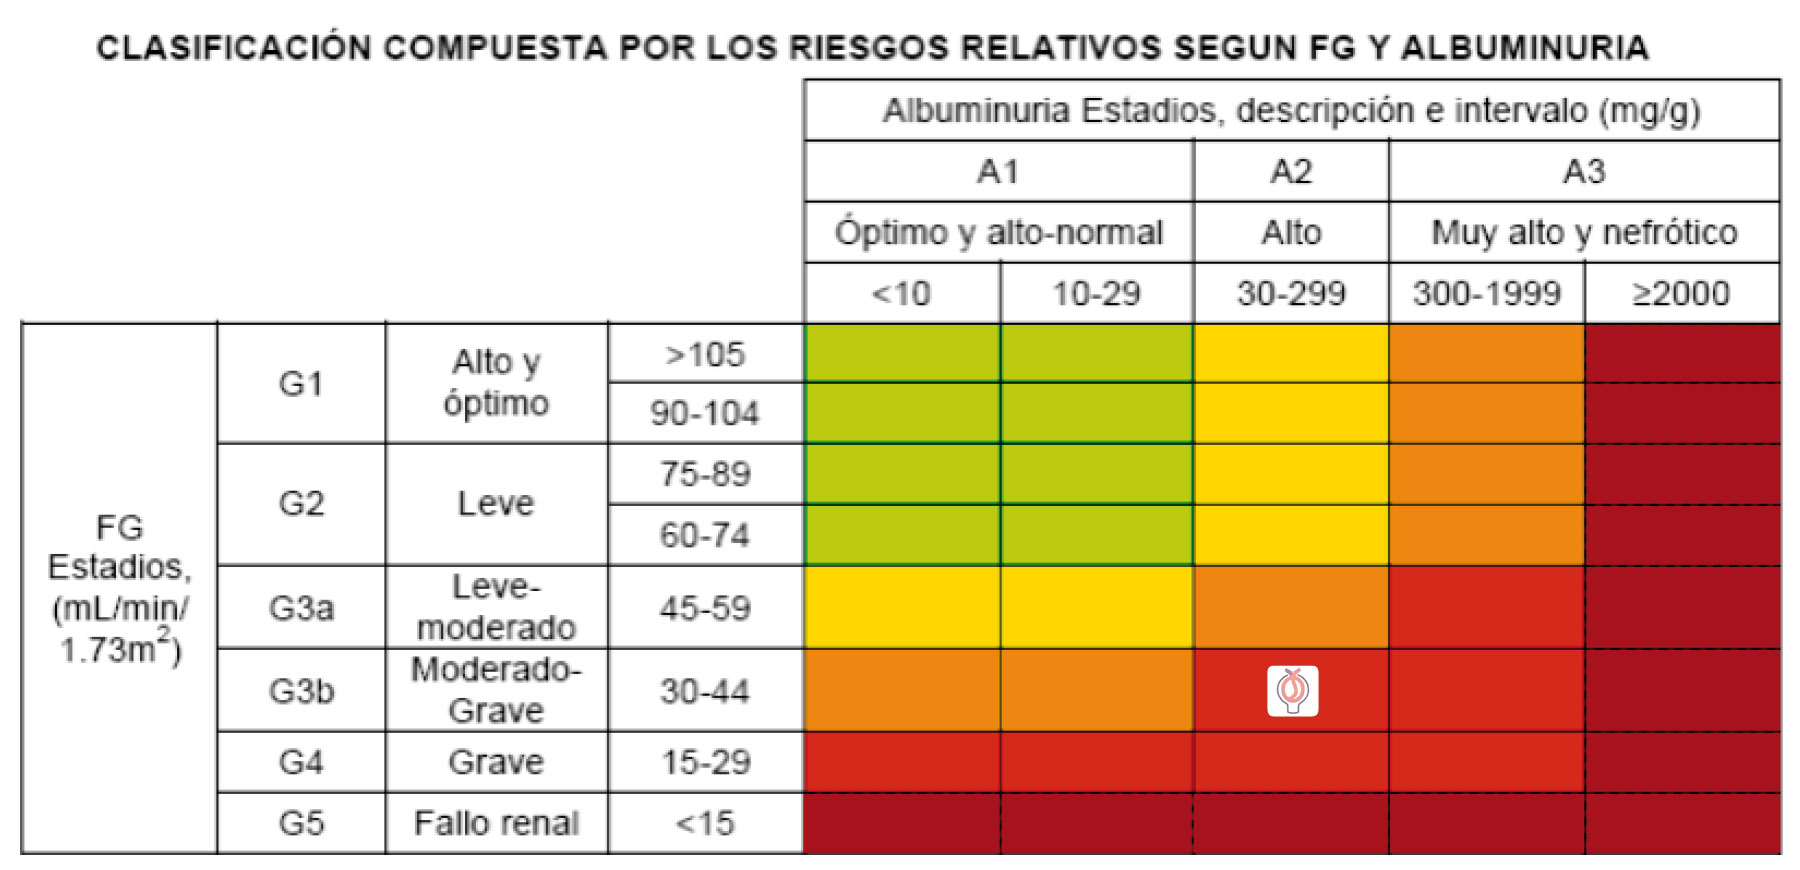 CLASIFICACIÓN COMPUESTA POR LOS RIESGOS RELATIVOS SEGUN FG Y ALBUMINURIA
Albuminuria Estadios, descripción e intervalo (mg/g)
A1 A2 A3
Óptimo y alto-normal Alto Muy alto y nefrótico
<10 10-29 30-299 300-1999 ≥2000
FG
Estadios,
(mL/min/
1.73m²)
G1
Alto y
óptimo
>105
90-104
G2
Leve
75-89
60-74
G3a
Leve-
moderado
45-59
G3b
Moderado-
Grave
30-44
G4
Grave
15-29
G5
Fallo renal
<15